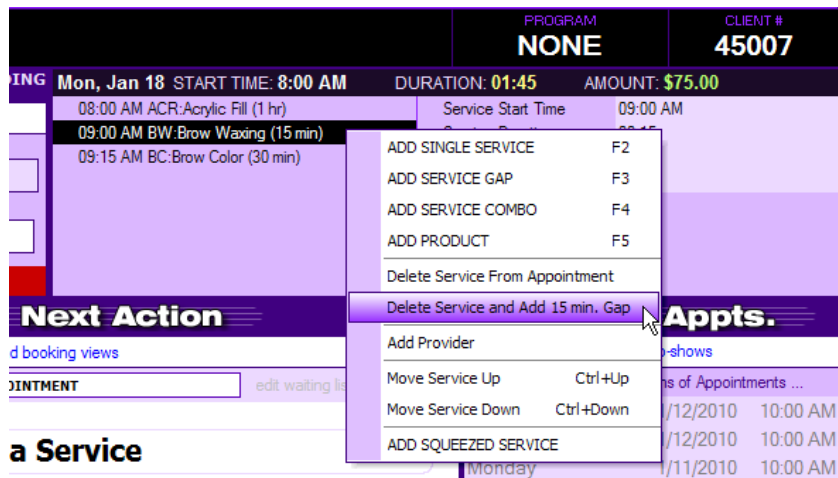 PROGRAM
NONE
CLIENT #
45007
Mon, Jan 18 START TIME: 8:00 AM DURATION: 01:45 AMOUNT: $75.00
08:00 AM ACR:Acrylic Fill (1 hr)
09:00 AM BW:Brow Waxing (15 min)
09:15 AM BC:Brow Color (30 min)
Service Start Time 09:00 AM
ADD SINGLE SERVICE F2
ADD SERVICE GAP F3
ADD SERVICE COMBO F4
ADD PRODUCT F5
Delete Service From Appointment
Delete Service and Add 15 min. Gap
Add Provider
Move Service Up Ctrl+Up
Move Service Down Ctrl+Down
ADD SQUEEZED SERVICE
Next Action
Appts.
booking views
-shows
edit waiting
of Appointments ...
/12/2010 10:00 AM
/12/2010 10:00 AM
Monday 1/11/2010 10:00 AM
a Service